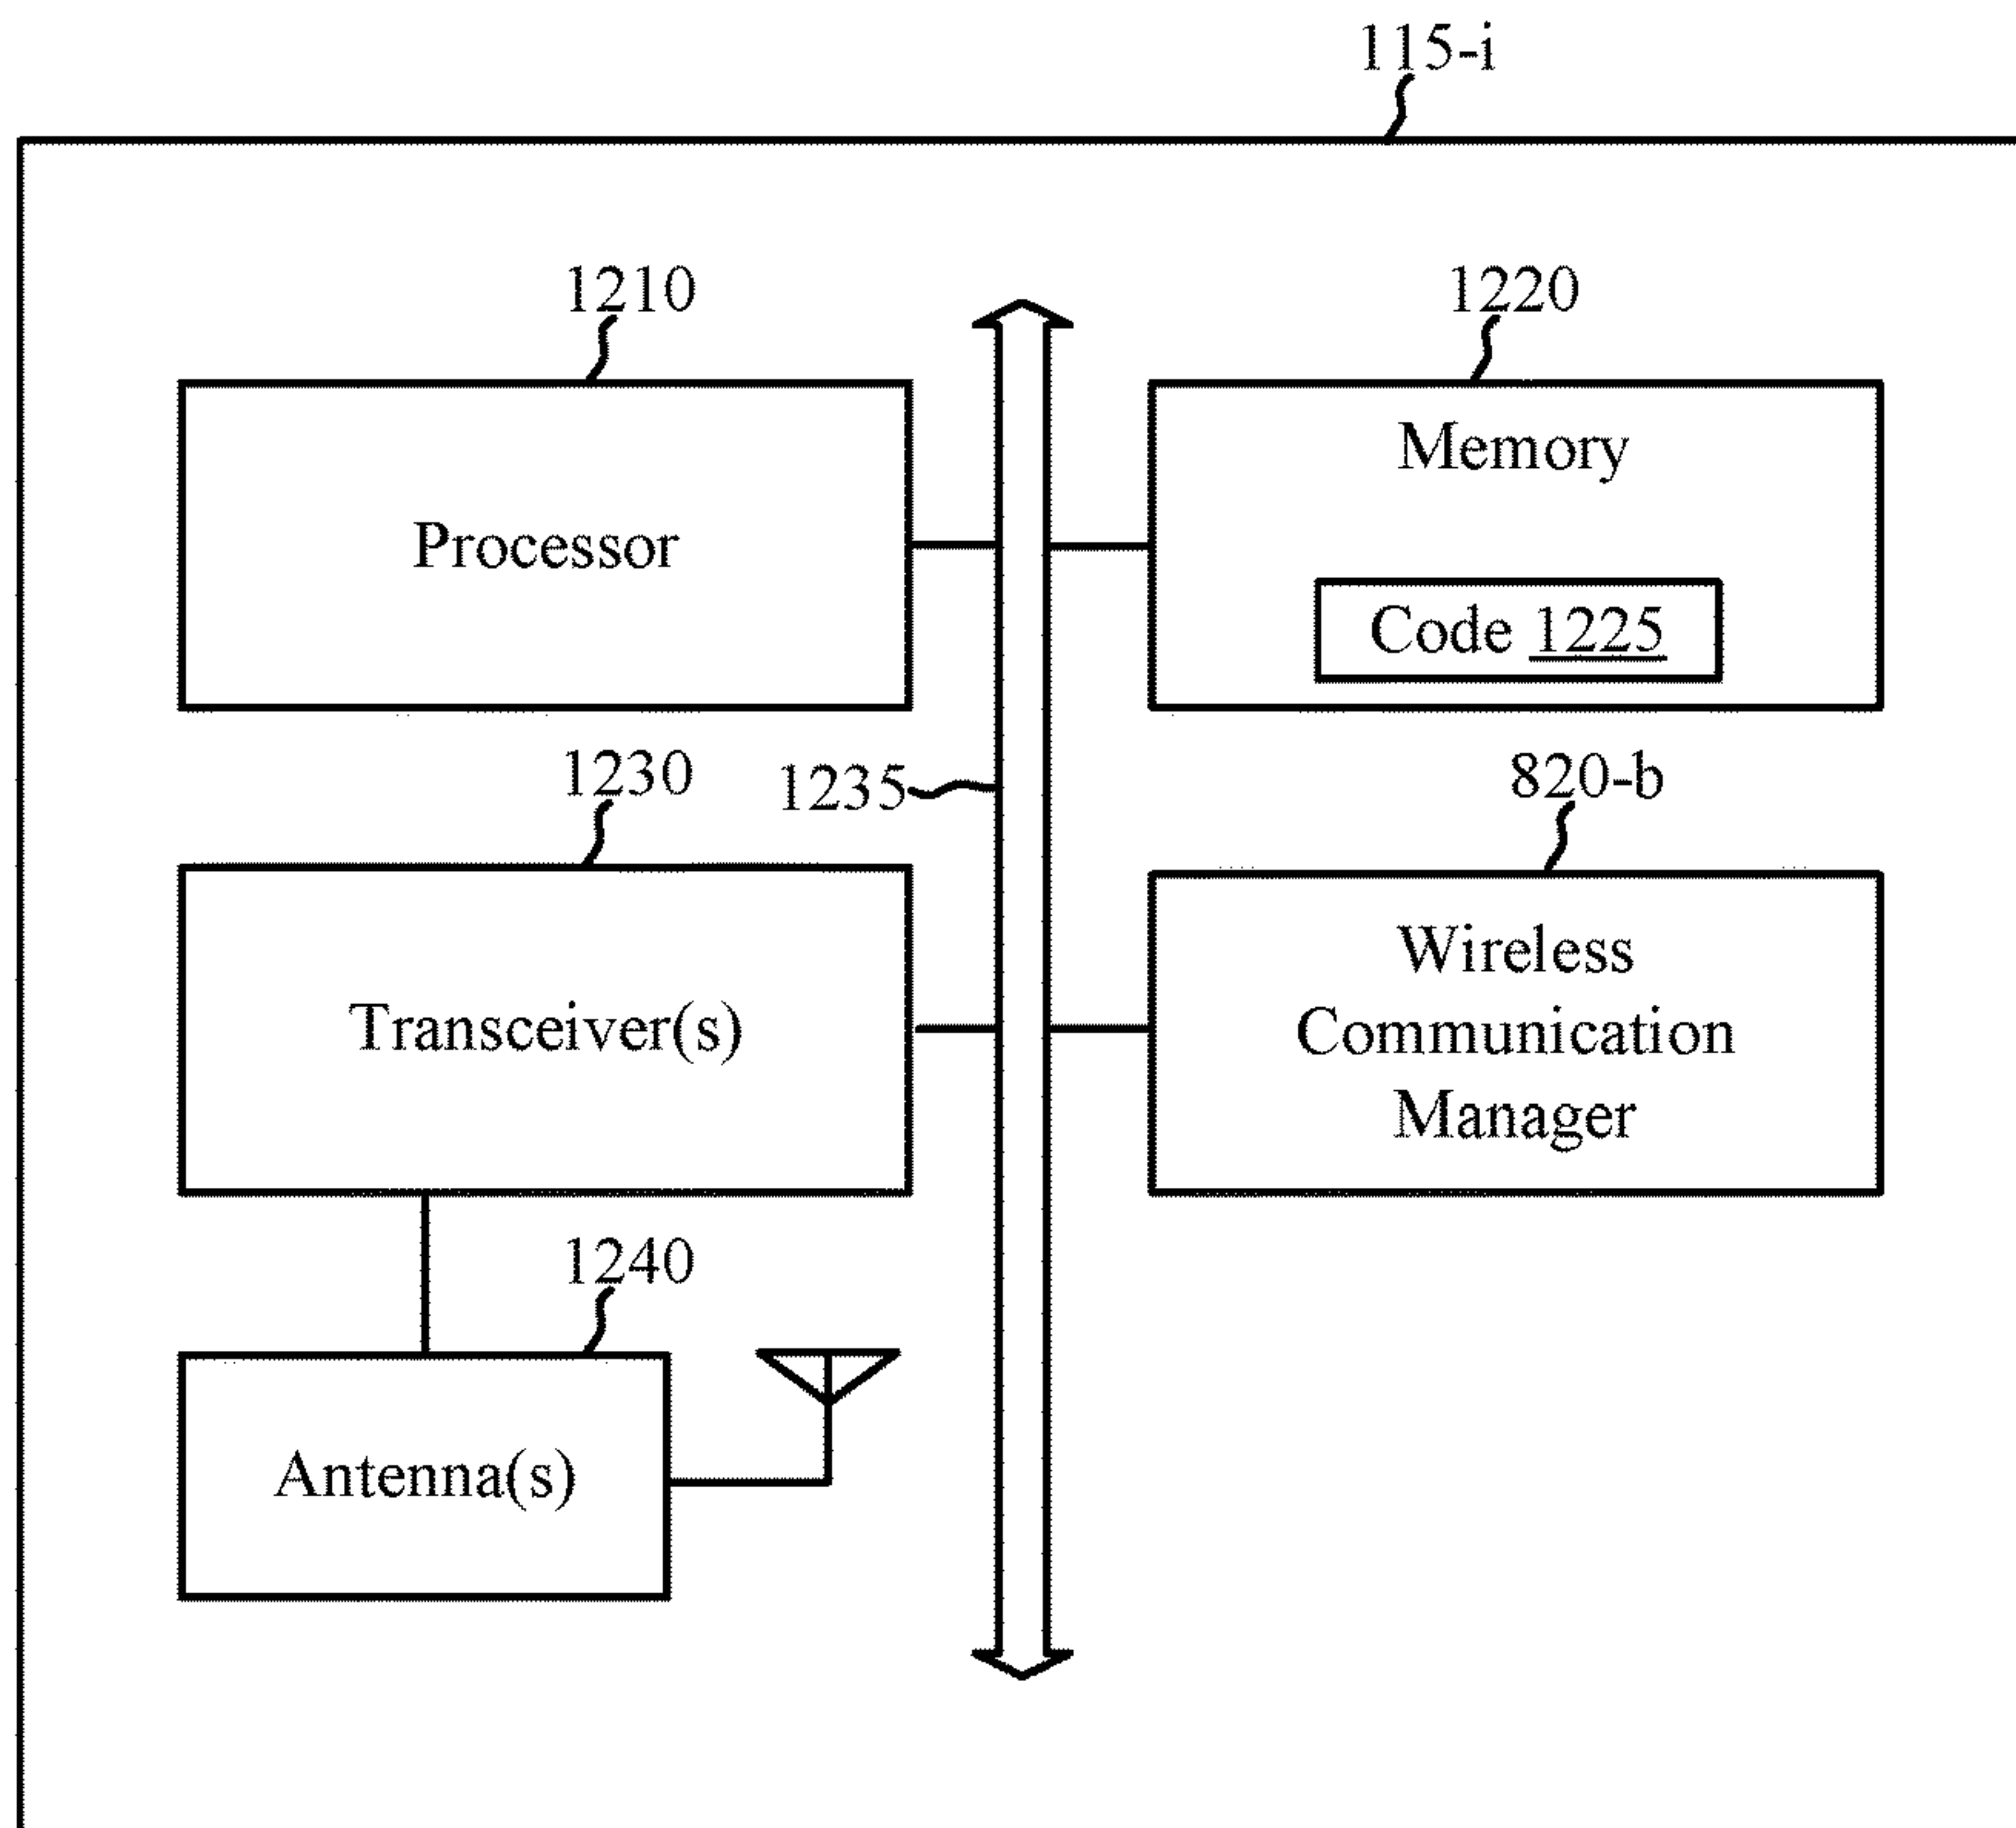 115-i
1210
1220
Processor
Memory
Code 1225
1230
1235
820-b
Transceiver(s)
Wireless
Communication
Manager
1240
Antenna(s)